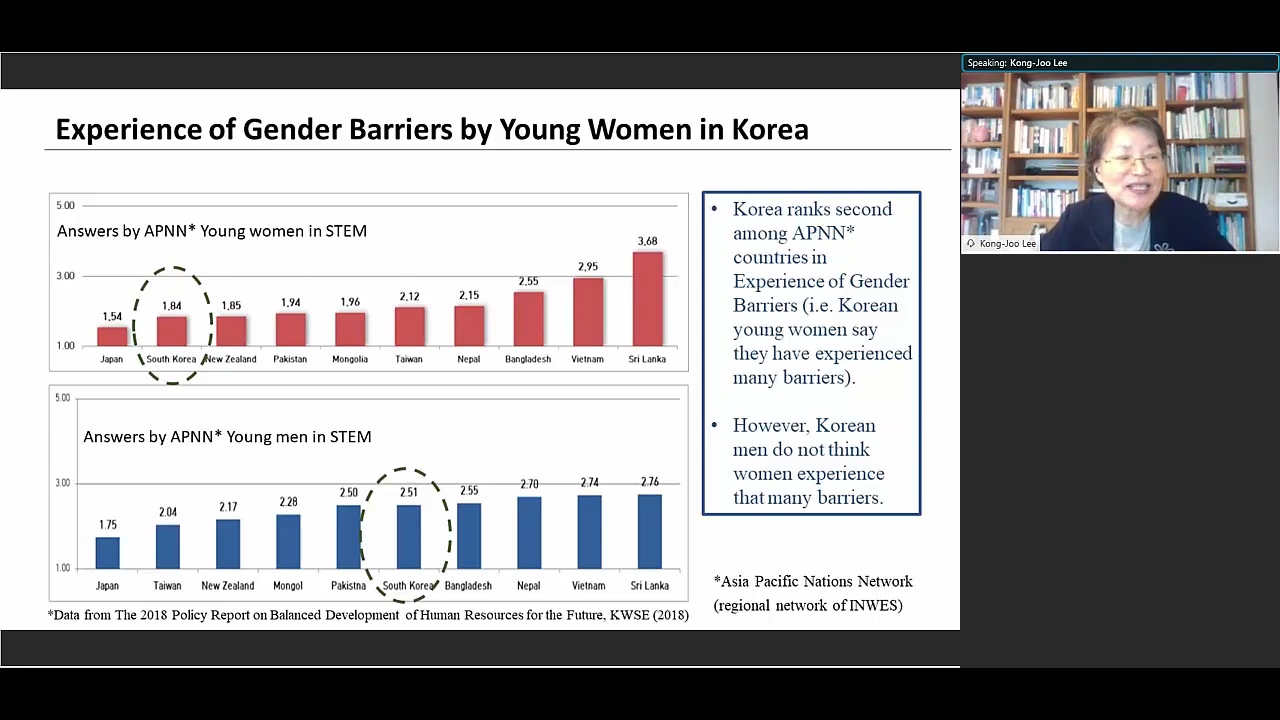 Speaking: Kong-Joo Lee
Kong-Joo Lee
Experience of Gender Barriers by Young Women in Korea
5.00
Answers by APNN* Young women in STEM
3.00
1.00
1,54
1,84
1,85
1,94
1,96
2,12
2,15
2,55
2,95
3,68
Japan
South Korea
New Zealand
Pakistan
Mongolia
Taiwan
Nepal
Bangladesh
Vietnam
Sri Lanka
5.00
Answers by APNN* Young men in STEM
3.00
1.00
1.75
2.04
2.17
2.28
2.50
2.51
2.55
2.70
2.74
2.76
Japan
Taiwan
New Zealand
Mongol
Pakistna
South Korea
Bangladesh
Nepal
Vietnam
Sri Lanka
*Data from The 2018 Policy Report on Balanced Development of Human Resources for the Future, KWSE (2018)
• Korea ranks second
among APNN*
countries in
Experience of Gender
Barriers (i.e. Korean
young women say
they have experienced
many barriers).
• However, Korean
men do not think
women experience
that many barriers.
*Asia Pacific Nations Network
(regional network of INWES)